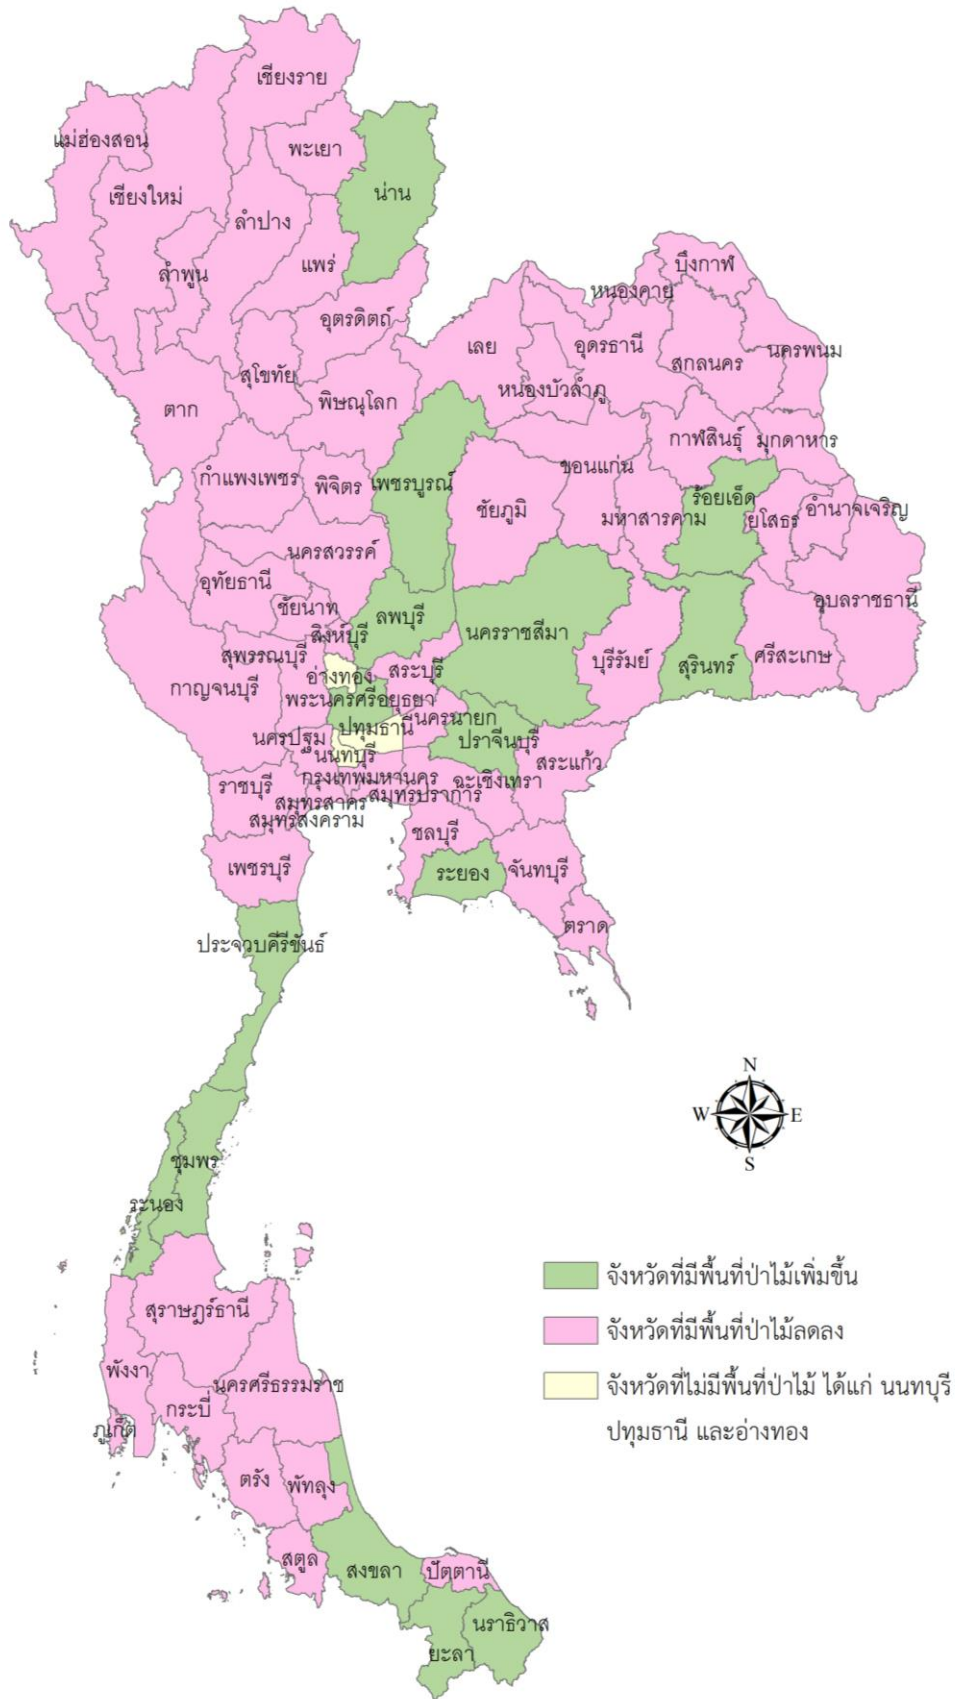 เชียงราย
แม่ฮ่องสอน
พะเยา
เชียงใหม่
น่าน
ลำปาง
แพร่
ลำพูน
บึงกาฬ
หนองคาย
อุตรดิตถ์
เลย
อุดรธานี
นครพนม
สกลนคร
สุโขทัย
หนองบัวลำภู
พิษณุโลก
ตาก
กาฬสินธุ์
มุกดาหาร
ขอนแก่น
กำแพงเพชร
พิจิตร
เพชรบูรณ์
ชัยภูมิ
ร้อยเอ็ด
มหาสารคาม
ยโสธร
อำนาจเจริญ
นครสวรรค์
อุทัยธานี
ชัยนาท
ลพบุรี
อุบลราชธานี
สิงห์บุรี
นครราชสีมา
สุพรรณบุรี
อ่างทอง
สระบุรี
บุรีรัมย์
สุรินทร์
ศรีสะเกษ
กาญจนบุรี
พระนครศรีอยุธยา
นครนายก
ปทุมธานี
นครปฐม
ปราจีนบุรี
นนทบุรี
สระแก้ว
ราชบุรี
กรุงเทพมหานคร
ฉะเชิงเทรา
สมุทรปราการ
สมุทรสาคร
สมุทรสงคราม
ชลบุรี
เพชรบุรี
ระยอง
จันทบุรี
ตราด
ประจวบคีรีขันธ์
N
W
E
S
ชุมพร
ระนอง
จังหวัดที่มีพื้นที่ป่าไม้เพิ่มขึ้น
สุราษฎร์ธานี
จังหวัดที่มีพื้นที่ป่าไม้ลดลง
พังงา
นครศรีธรรมราช
จังหวัดที่ไม่มีพื้นที่ป่าไม้ ได้แก่ นนทบุรี
ปทุมธานี และอ่างทอง
กระบี่
ภูเก็ต
ตรัง
พัทลุง
สตูล
สงขลา
ปัตตานี
นราธิวาส
ยะลา